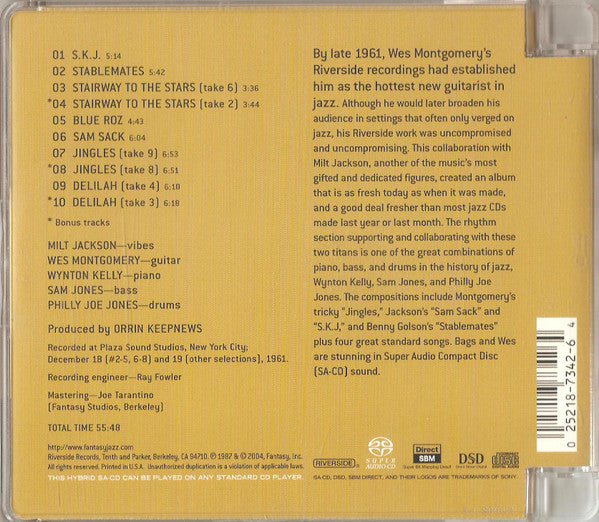 01 S.K.J. 5:14
02 STABLEMATES 5:42
03 STAIRWAY TO THE STARS (take 6) 3:36
*04 STAIRWAY TO THE STARS (take 2) 3:44
05 BLUE ROZ 4:43
06 SAM SACK 6:04
07 JINGLES (take 9) 6:53
*08 JINGLES (take 8) 6:51
09 DELILAH (take 4) 6:10
*10 DELILAH (take 3) 6:18
* Bonus tracks
MILT JACKSON—vibes
WES MONTGOMERY—guitar
WYNTON KELLY—piano
SAM JONES—bass
PHILLY JOE JONES—drums
Produced by ORRIN KEEPNEWS
Recorded at Plaza Sound Studios, New York City;
December 18 (#2-5, 6-8) and 19 (other selections), 1961.
Recording engineer—Ray Fowler
Mastering—Joe Tarantino
(Fantasy Studios, Berkeley)
TOTAL TIME 55:48
By late 1961, Wes Montgomery's
Riverside recordings had established
him as the hottest new guitarist in
jazz. Although he would later broaden his
audience in settings that often only verged on
jazz, his Riverside work was uncompromised
and uncompromising. This collaboration with
Milt Jackson, another of the music's most
gifted and dedicated figures, created an album
that is as fresh today as when it was made,
and a good deal fresher than most jazz CDs
made last year or last month. The rhythm
section supporting and collaborating with these
two titans is one of the great combinations of
piano, bass, and drums in the history of jazz,
Wynton Kelly, Sam Jones, and Philly Joe
Jones. The compositions include Montgomery's
tricky "Jingles," Jackson's "Sam Sack" and
"S.K.J.," and Benny Golson's "Stablemates"
plus four great standard songs. Bags and Wes
are stunning in Super Audio Compact Disc
(SA-CD) sound.
0 25218-7342-6 4
http://www.fantasyjazz.com
Riverside Records, Tenth and Parker, Berkeley, CA 94710. ℗ 1987 & © 2004, Fantasy, Inc.
All rights reserved. Printed in U.S.A. Unauthorized duplication is a violation of applicable laws.
THIS HYBRID SA-CD CAN BE PLAYED ON ANY STANDARD CD PLAYER.
RIVERSIDE
SUPER AUDIO CD
Direct
SBM
Super Bit Mapping Direct
DSD
Direct Stream Digital
COMPACT
disc
DIGITAL AUDIO
SA CD, DSD, SBM DIRECT, AND THEIR LOGOS ARE TRADEMARKS OF SONY.